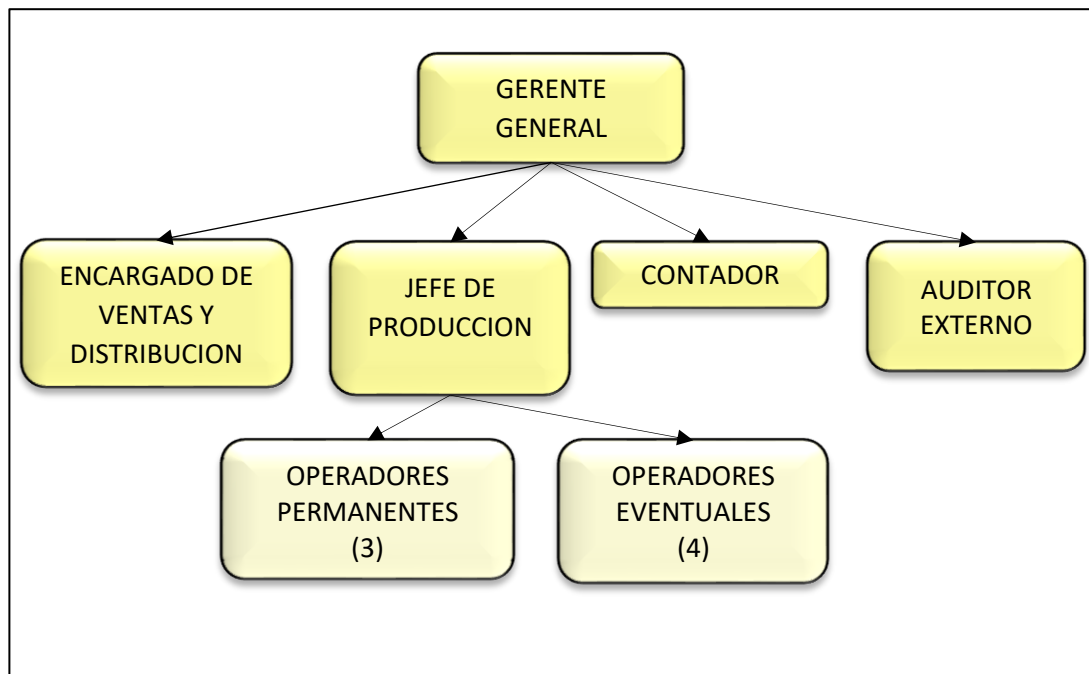 GERENTE
GENERAL
ENCARGADO DE
VENTAS Y
DISTRIBUCION
JEFE DE
PRODUCCION
CONTADOR
AUDITOR
EXTERNO
OPERADORES
PERMANENTES
(3)
OPERADORES
EVENTUALES
(4)